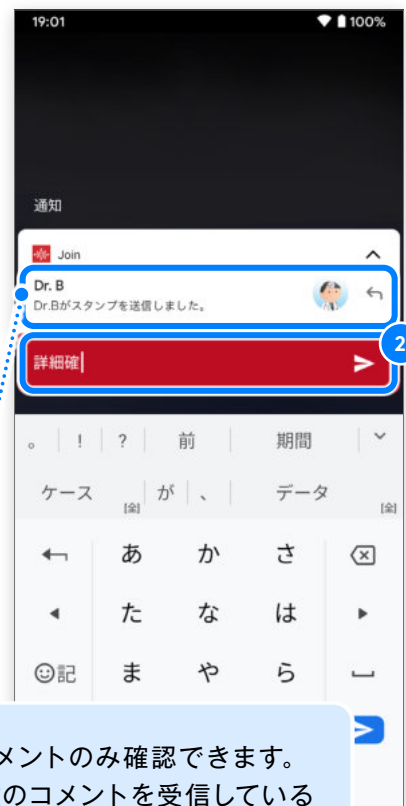 19:01 100%
通知
Join
Dr. B
Dr.Bがスタンプを送信しました。
2
詳細確
。 ! ? 前 期間
ケース [全] が 、 データ [全]
あ か さ
た な は
記 ま や ら
メントのみ確認できます。
のコメントを受信している